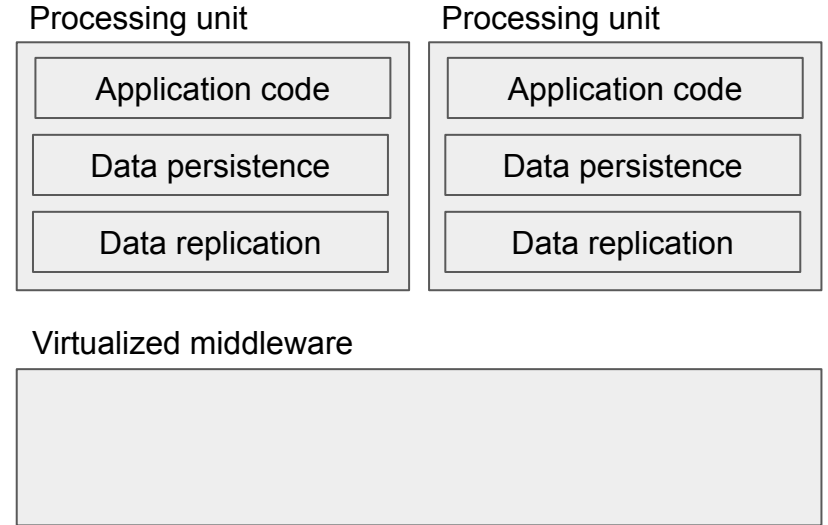 Processing unit
Processing unit
Application code
Application code
Data persistence
Data persistence
Data replication
Data replication
Virtualized middleware